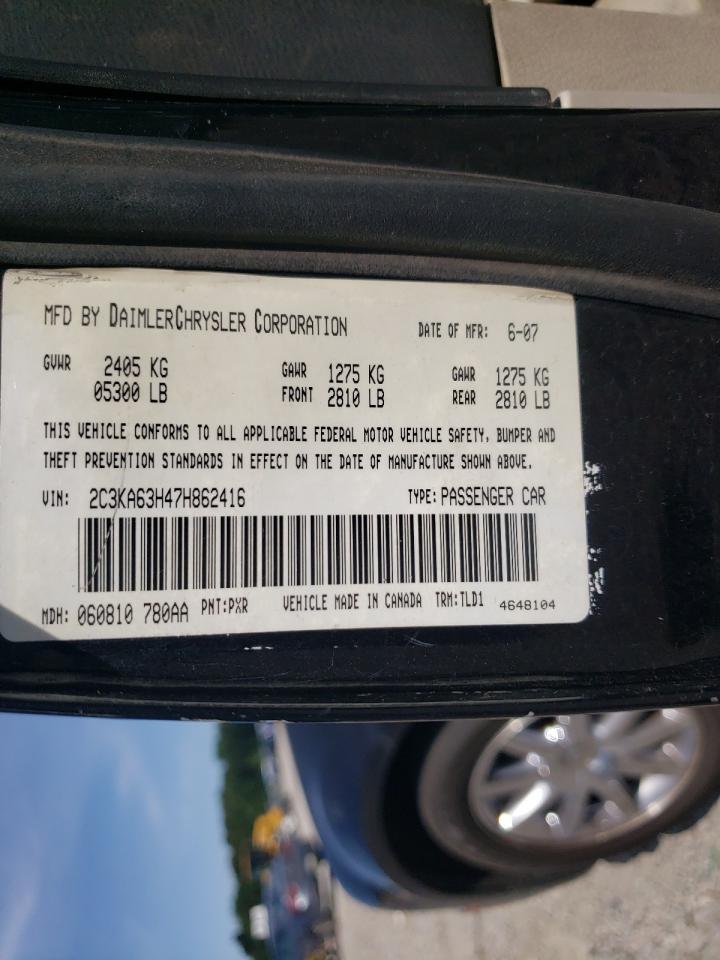 MFD BY DAIMLERCHRYSLER CORPORATION DATE OF MFR: 6-07
GVWR 2405 KG GAWR 1275 KG GAWR 1275 KG
05300 LB FRONT 2810 LB REAR 2810 LB
THIS VEHICLE CONFORMS TO ALL APPLICABLE FEDERAL MOTOR VEHICLE SAFETY, BUMPER AND
THEFT PREVENTION STANDARDS IN EFFECT ON THE DATE OF MANUFACTURE SHOWN ABOVE.
VIN: 2C3KA63H47H862416 TYPE: PASSENGER CAR
MDH: 060810 780AA PNT:PXR VEHICLE MADE IN CANADA TRM:TLD1 4648104